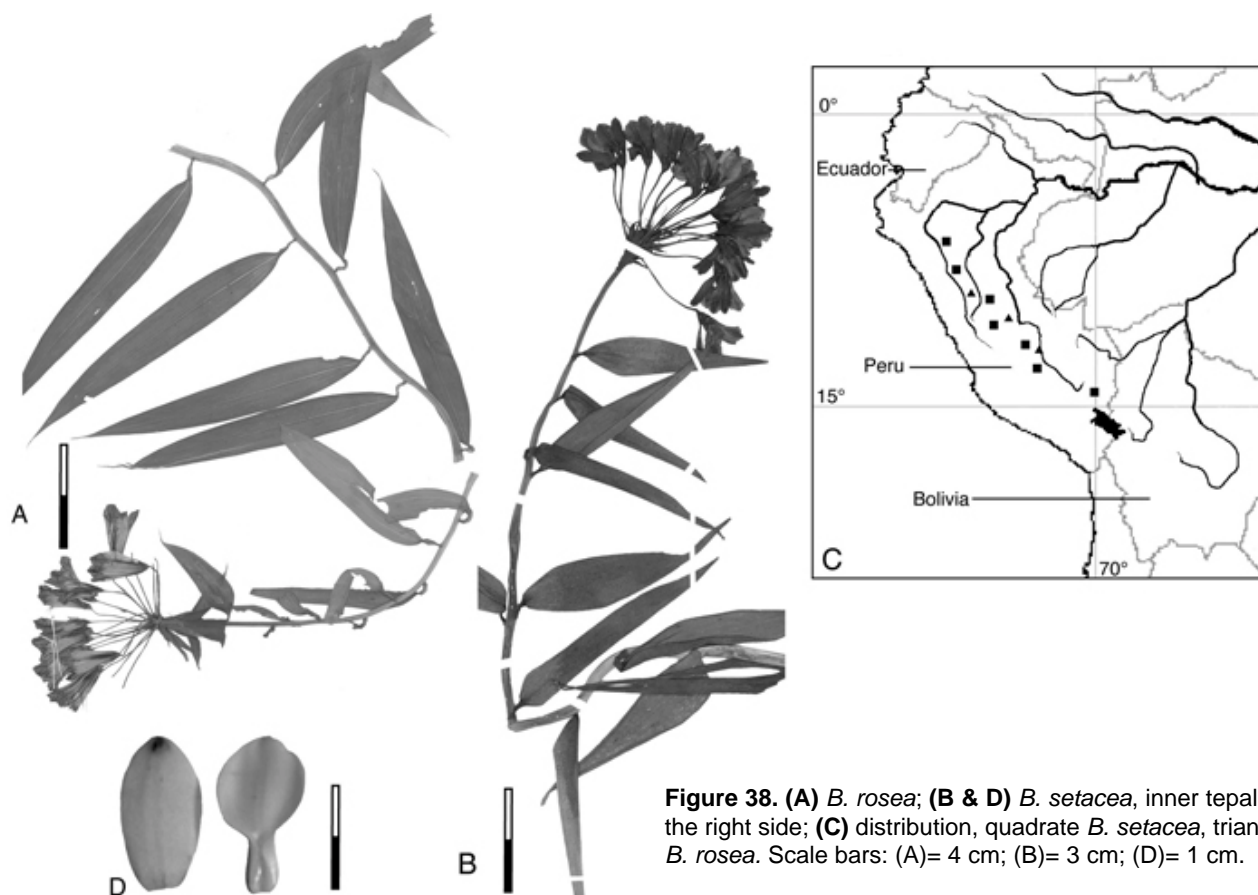 A
B
D
0°
Ecuador
Peru
15°
Bolivia
C
70°
Figure 38. (A) B. rosea; (B & D) B. setacea, inner tepal
the right side; (C) distribution, quadrate B. setacea, trian
B. rosea. Scale bars: (A)= 4 cm; (B)= 3 cm; (D)= 1 cm.